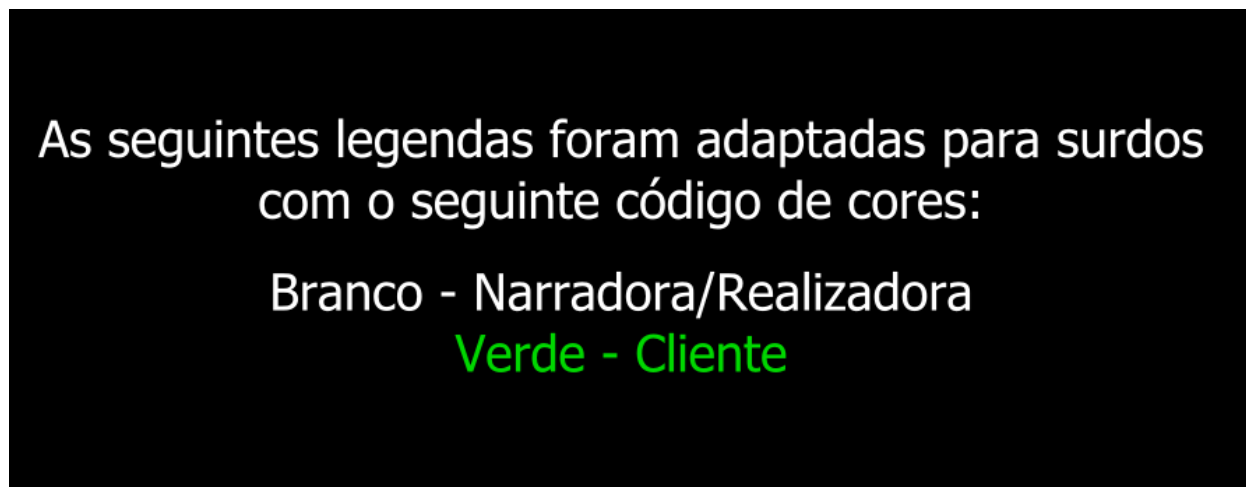 As seguintes legendas foram adaptadas para surdos
com o seguinte código de cores:
Branco - Narradora/Realizadora
Verde - Cliente